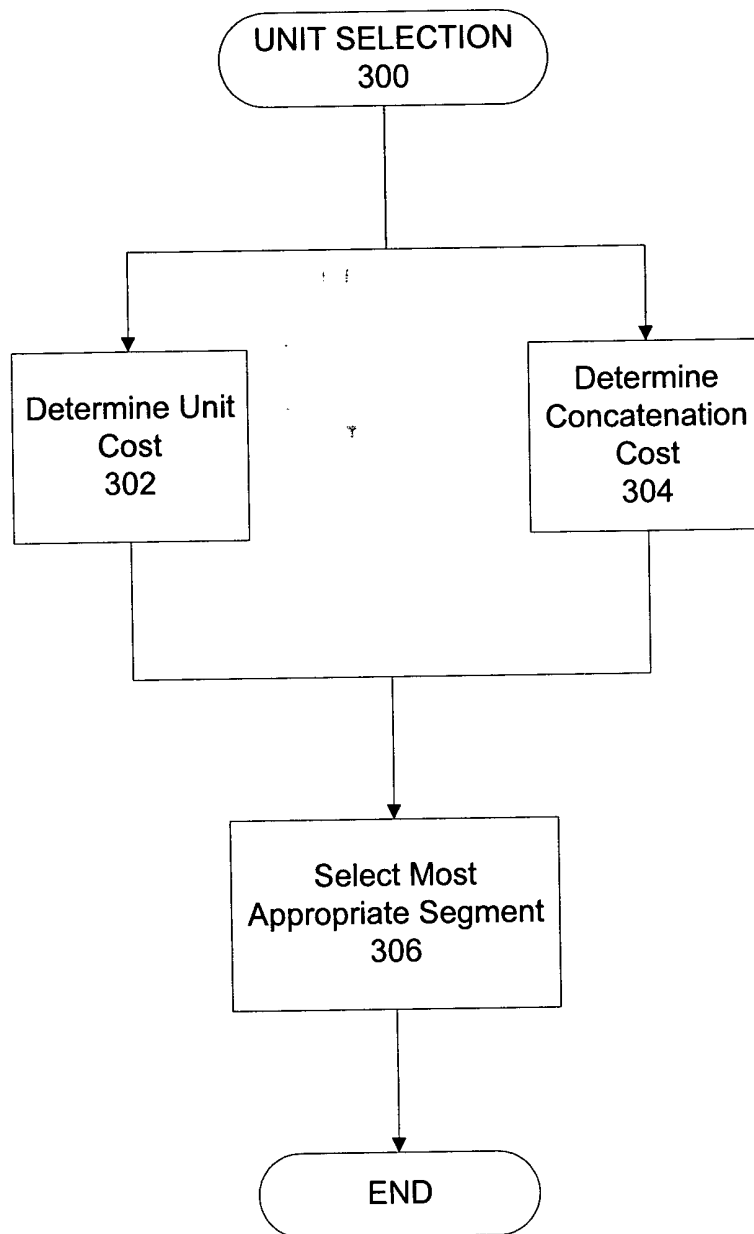 UNIT SELECTION
300
Determine Unit
Cost
302
Determine
Concatenation
Cost
304
Select Most
Appropriate Segment
306
END